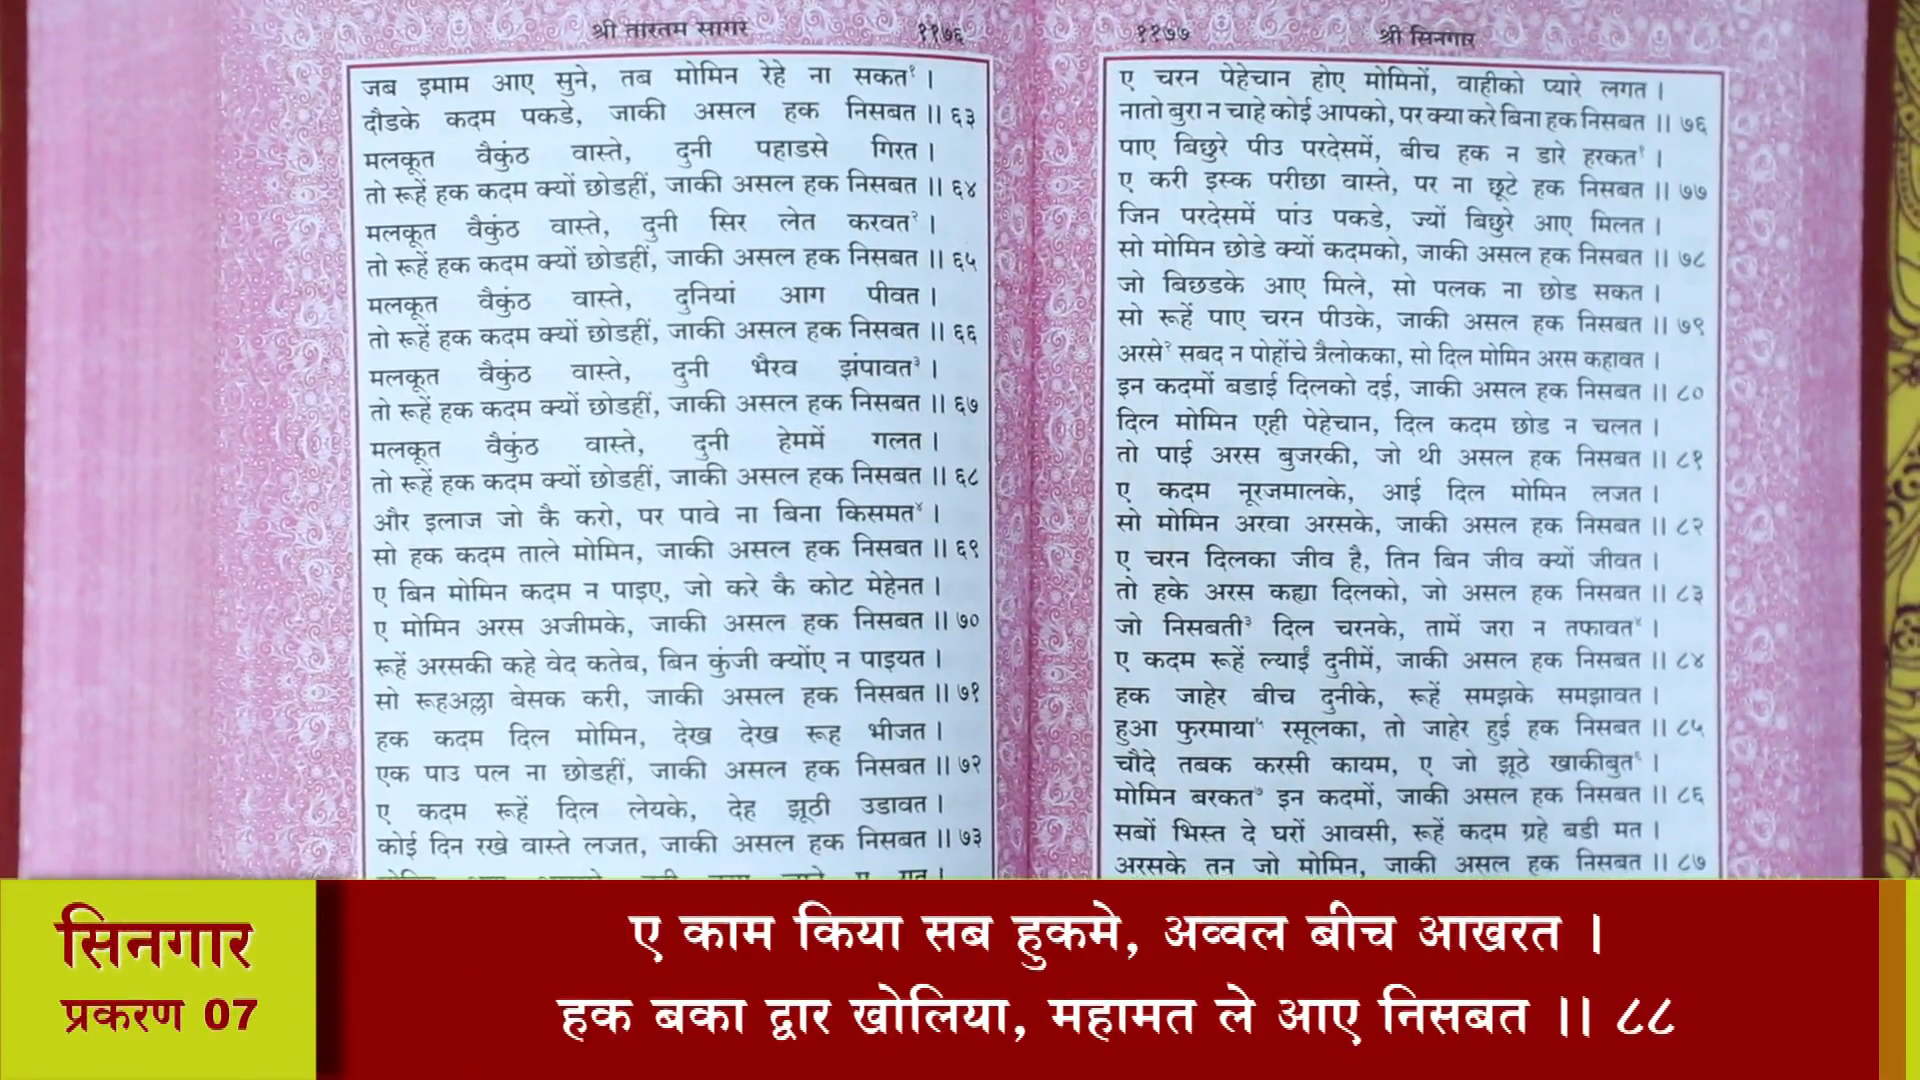 श्री तारतम सागर
११७६
जब इमाम आए सुने, तब मोमिन रेहे ना सकत१ ।
दौडके कदम पकडे, जाकी असल हक निसबत ।। ६३
मलकूत वैकुंठ वास्ते, दुनी पहाडसे गिरत ।
तो रूहें हक कदम क्यों छोडहीं, जाकी असल हक निसबत ।। ६४
मलकूत वैकुंठ वास्ते, दुनी सिर लेत करवत२ ।
तो रूहें हक कदम क्यों छोडहीं, जाकी असल हक निसबत ।। ६५
मलकूत वैकुंठ वास्ते, दुनियां आग पीवत ।
तो रूहें हक कदम क्यों छोडहीं, जाकी असल हक निसबत ।। ६६
मलकूत वैकुंठ वास्ते, दुनी भैरव झंपावत३ ।
तो रूहें हक कदम क्यों छोडहीं, जाकी असल हक निसबत ।। ६७
मलकूत वैकुंठ वास्ते, दुनी हेममें गलत ।
तो रूहें हक कदम क्यों छोडहीं, जाकी असल हक निसबत ।। ६८
और इलाज जो कै करो, पर पावे ना बिना किसमत४ ।
सो हक कदम ताले मोमिन, जाकी असल हक निसबत ।। ६९
ए बिन मोमिन कदम न पाइए, जो करे कै कोट मेहेनत ।
ए मोमिन अरस अजीमके, जाकी असल हक निसबत ।। ७०
रूहें अरसकी कहे वेद कतेब, बिन कुंजी क्योंए न पाइयत ।
सो रूहअल्ला बेसक करी, जाकी असल हक निसबत ।। ७१
हक कदम दिल मोमिन, देख देख रूह भीजत ।
एक पाउ पल ना छोडहीं, जाकी असल हक निसबत ।। ७२
ए कदम रूहें दिल लेयके, देह झूठी उडावत ।
कोई दिन रखे वास्ते लजत, जाकी असल हक निसबत ।। ७३
११७७
श्री सिनगार
ए चरन पेहेचान होए मोमिनों, वाहीको प्यारे लगत ।
नातो बुरा न चाहे कोई आपको, पर क्या करे बिना हक निसबत ।। ७६
पाए बिछुरे पीउ परदेसमें, बीच हक न डारे हरकत१ ।
ए करी इस्क परीछा वास्ते, पर ना छूटे हक निसबत ।। ७७
जिन परदेसमें पांउ पकडे, ज्यों बिछुरे आए मिलत ।
सो मोमिन छोडे क्यों कदमको, जाकी असल हक निसबत ।। ७८
जो बिछडके आए मिले, सो पलक ना छोड सकत ।
सो रूहें पाए चरन पीउके, जाकी असल हक निसबत ।। ७९
अरसे२ सबद न पोहोंचे त्रैलोकका, सो दिल मोमिन अरस कहावत ।
इन कदमों बडाई दिलको दई, जाकी असल हक निसबत ।। ८०
दिल मोमिन एही पेहेचान, दिल कदम छोड न चलत ।
तो पाई अरस बुजरकी, जो थी असल हक निसबत ।। ८१
ए कदम नूरजमालके, आई दिल मोमिन लजत ।
सो मोमिन अरवा अरसके, जाकी असल हक निसबत ।। ८२
ए चरन दिलका जीव है, तिन बिन जीव क्यों जीवत ।
तो हके अरस कह्या दिलको, जो असल हक निसबत ।। ८३
जो निसबती३ दिल चरनके, तामें जरा न तफावत४ ।
ए कदम रूहें ल्याईं दुनीमें, जाकी असल हक निसबत ।। ८४
हक जाहेर बीच दुनीके, रूहें समझके समझावत ।
हुआ फुरमाया५ रसूलका, तो जाहेर हुई हक निसबत ।। ८५
चौदे तबक करसी कायम, ए जो झूठे खाकीबुत६ ।
मोमिन बरकत७ इन कदमों, जाकी असल हक निसबत ।। ८६
सबों भिस्त दे घरों आवसी, रूहें कदम ग्रहे बडी मत ।
अरसके तन जो मोमिन, जाकी असल हक निसबत ।। ८७
सिनगार
प्रकरण 07
ए काम किया सब हुकमे, अव्वल बीच आखरत ।
हक बका द्वार खोलिया, महामत ले आए निसबत ।। ८८